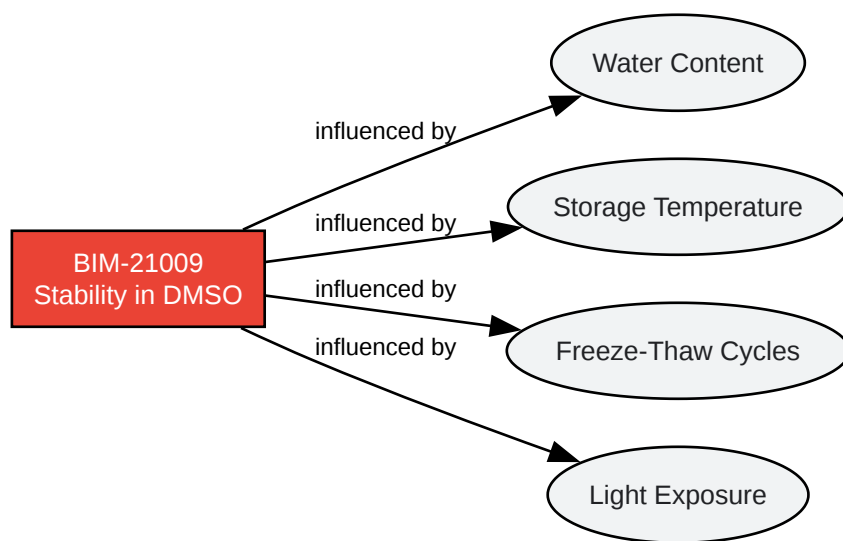 Water Content
influenced by
Storage Temperature
influenced by
BIM-21009
Stability in DMSO
influenced by
Freeze-Thaw Cycles
influenced by
Light Exposure